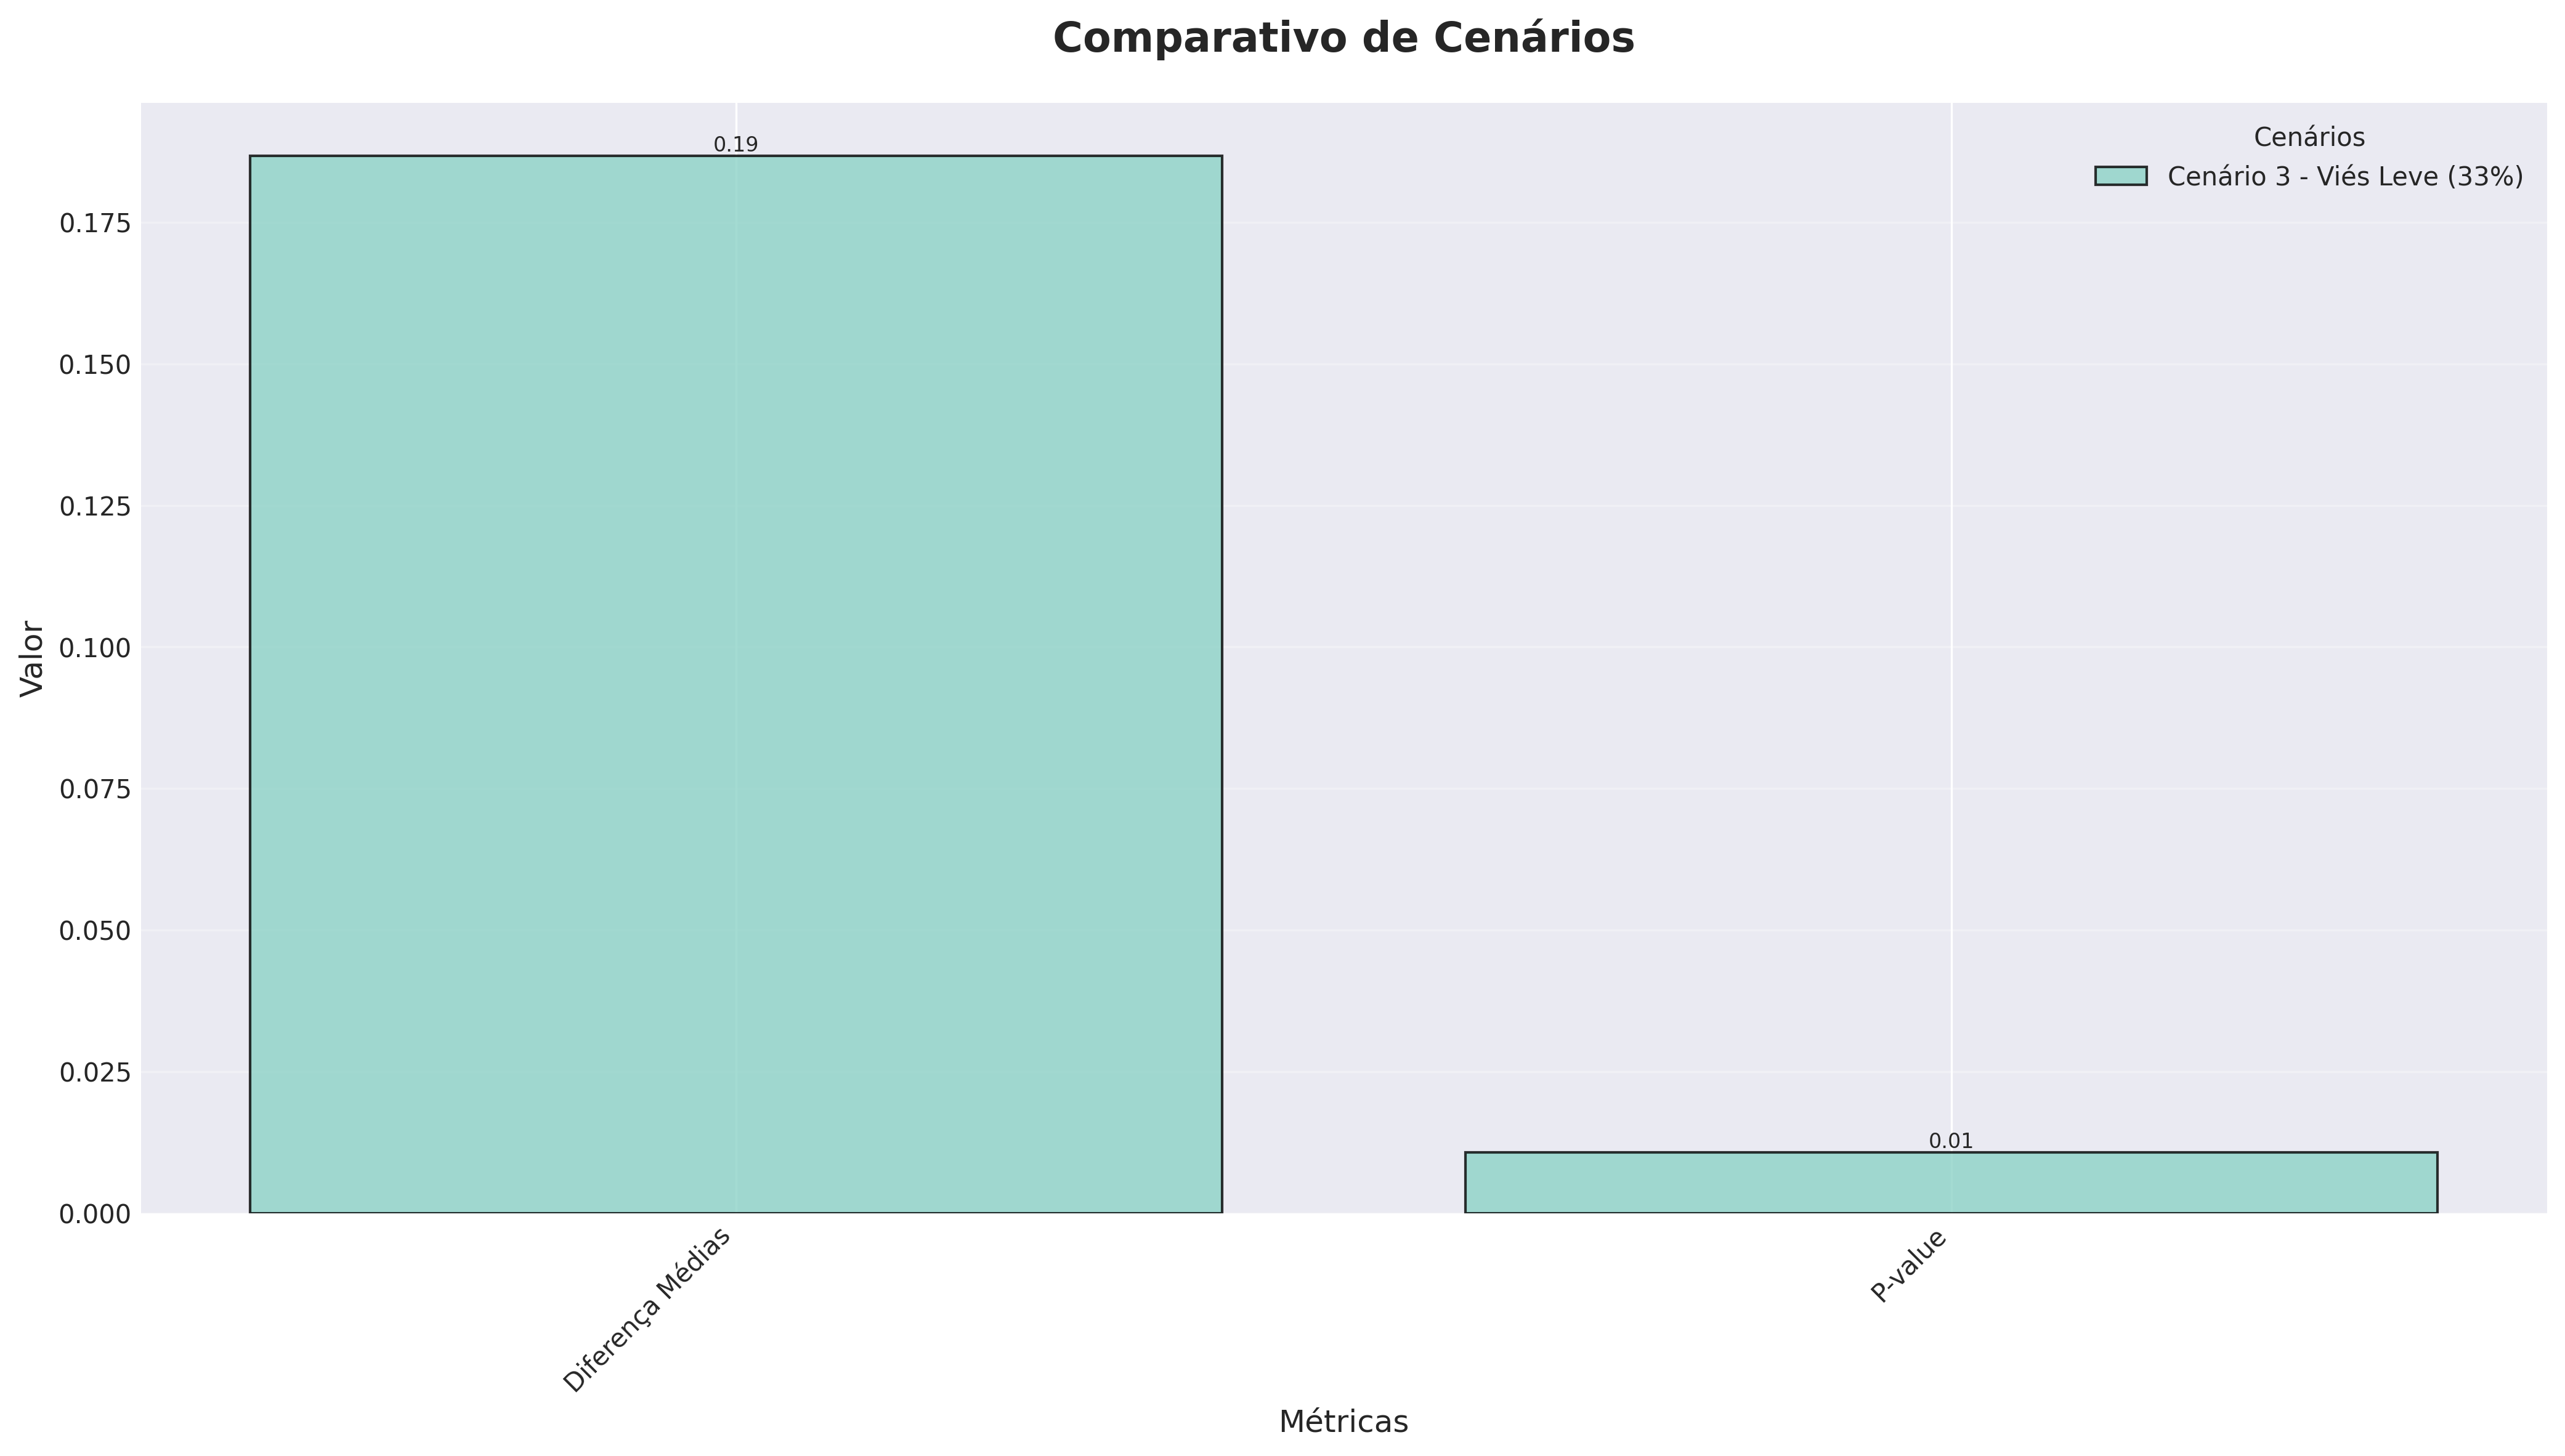 Comparativo de Cenários
Cenários
Cenário 3 - Viés Leve (33%)
0.19
0.01
Valor
0.175
0.150
0.125
0.100
0.075
0.050
0.025
0.000
Diferença Médias
P-value
Métricas